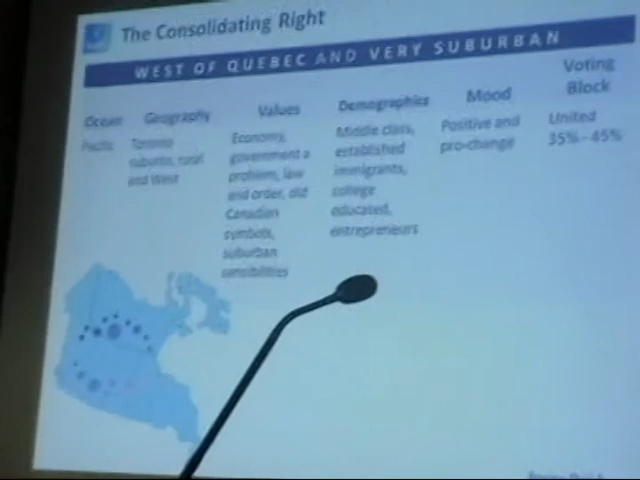 The Consolidating Right
WEST OF QUEBEC AND VERY SUBURBAN
Ocean Geography Values Demographics Mood Voting Block
Pacific
Toronto
suburbs, rural
and West
Economy,
government a
problem, law
and order, old
Canadian
symbols,
suburban
sensibilities
Middle class,
established
immigrants,
college
educated,
entrepreneurs
Positive and
pro-change
United
35% - 45%